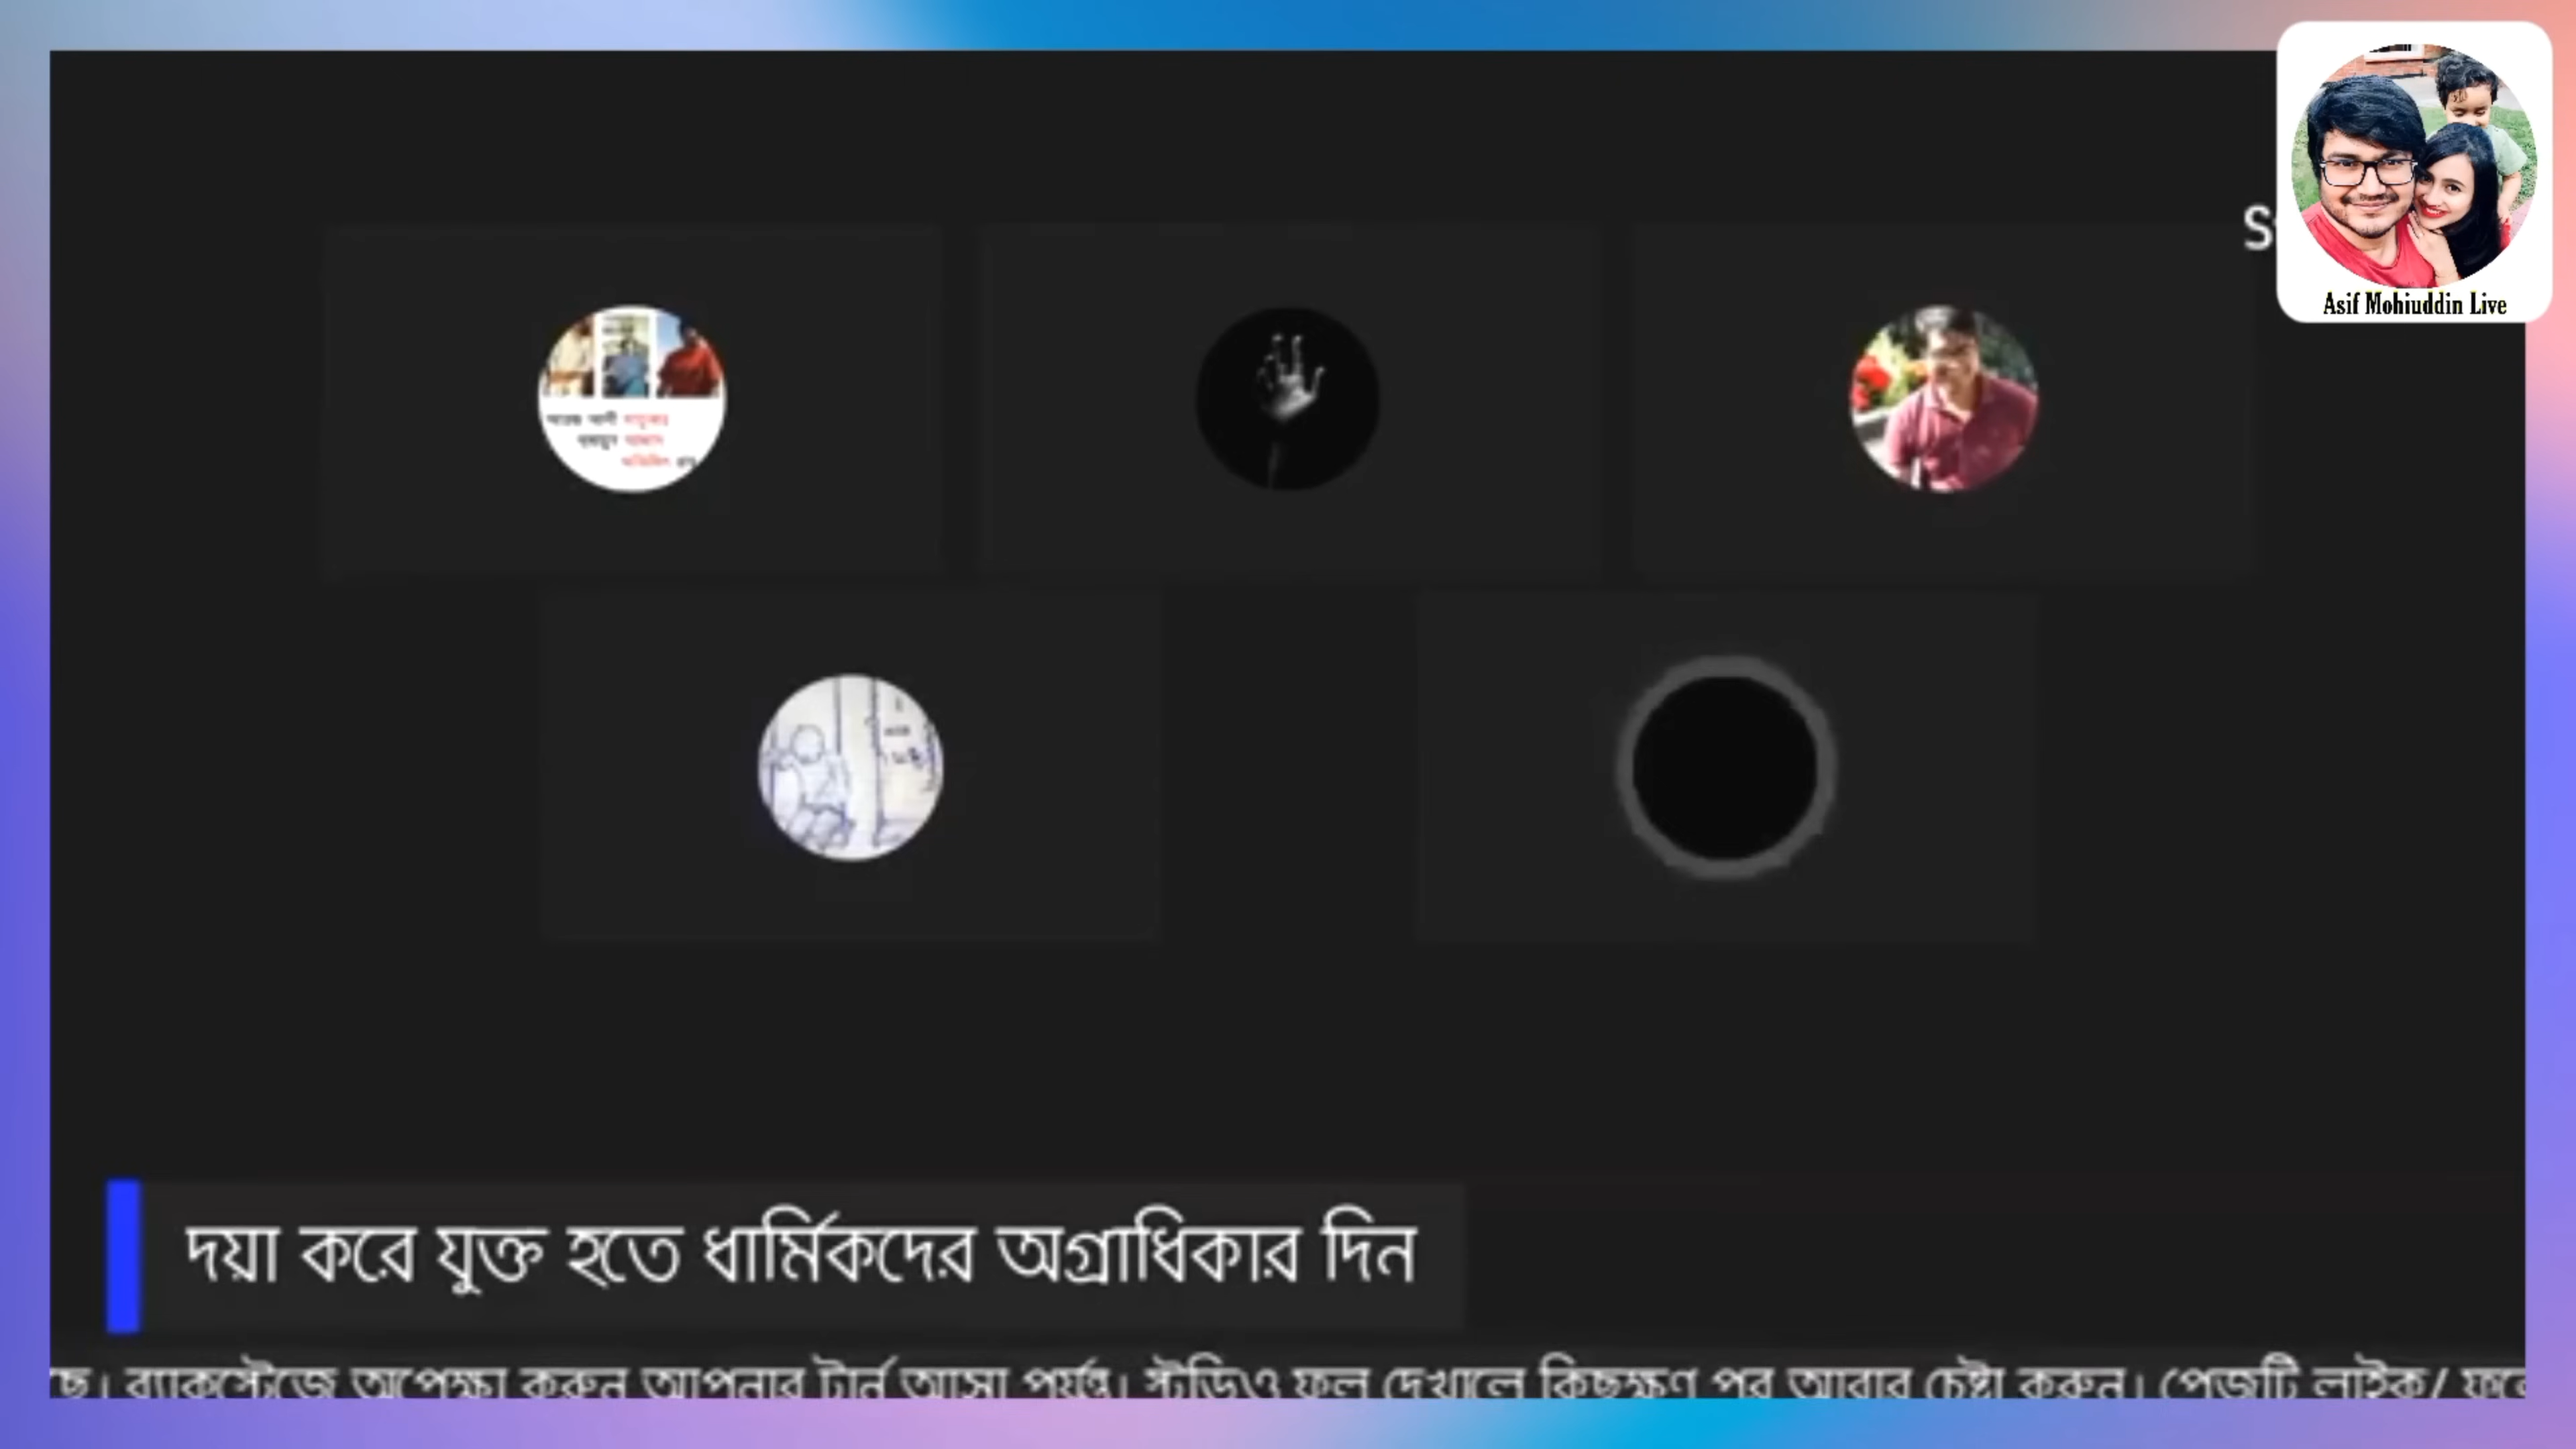 Asif Mohiuddin Live
দয়া করে যুক্ত হতে ধার্মিকদের অগ্রাধিকার দিন
ছে। ব্যাকস্টেজে অপেক্ষা করুন আপনার টার্ন আসা পর্যন্ত। স্টুডিও ফুল দেখালে কিছুক্ষণ পর আবার চেষ্টা করুন। পেজটি লাইক/